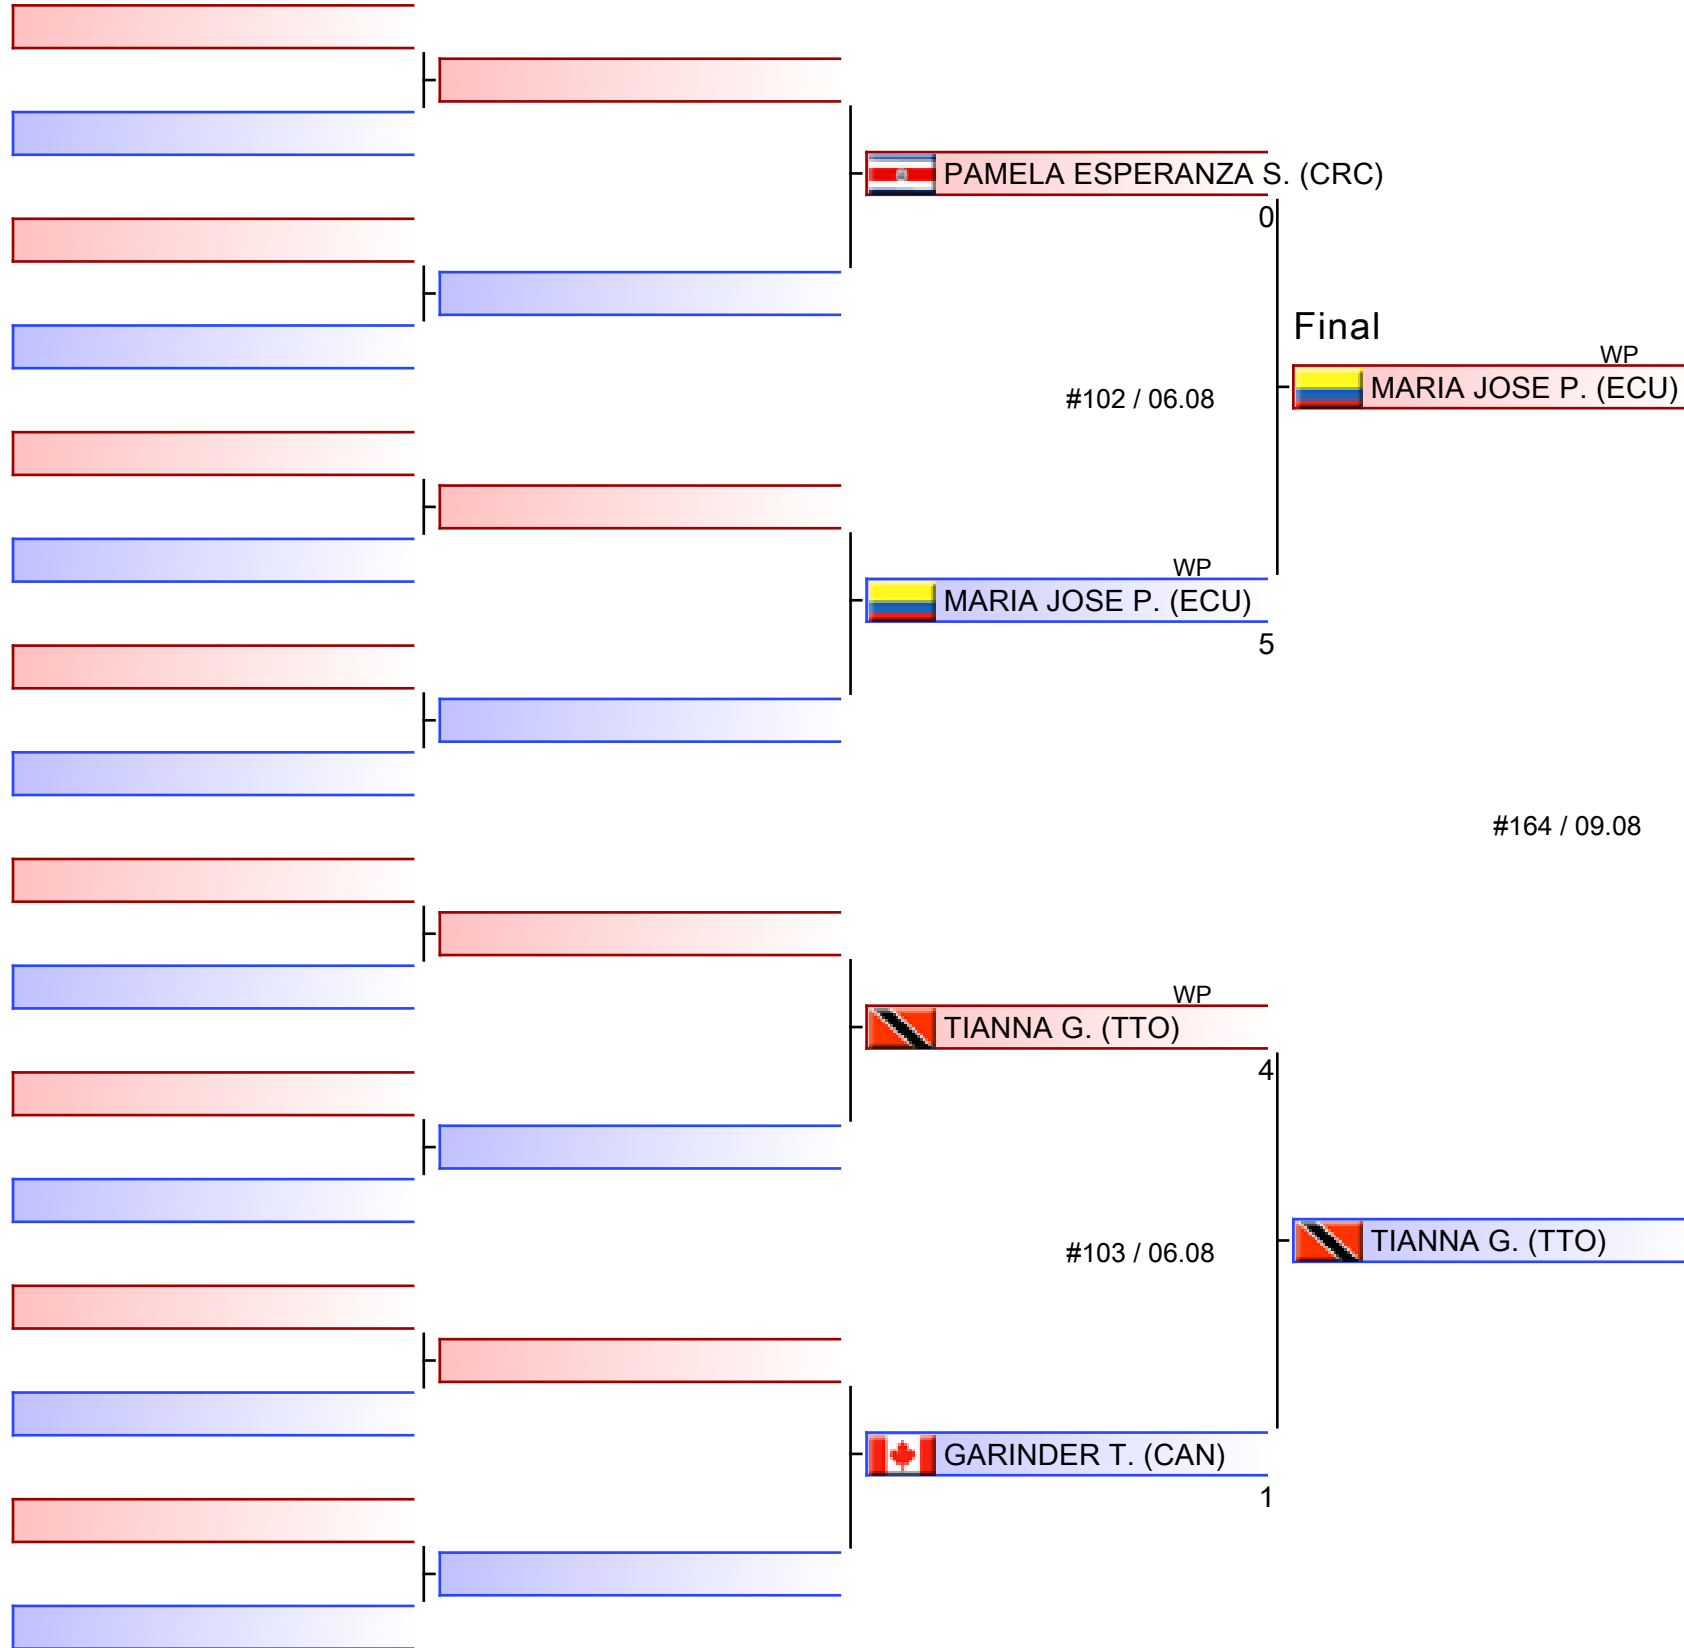 PAMELA ESPERANZA S. (CRC)
0
Final
WP
MARIA JOSE P. (ECU)
#102 / 06.08
WP
MARIA JOSE P. (ECU)
5
#164 / 09.08
WP
TIANNA G. (TTO)
4
TIANNA G. (TTO)
#103 / 06.08
GARINDER T. (CAN)
1